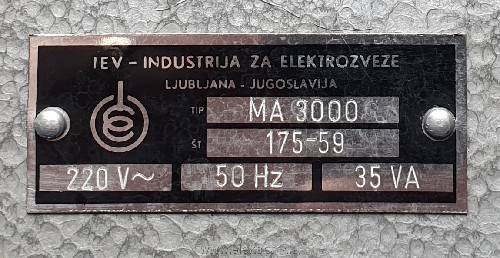 IEV - INDUSTRIJA ZA ELEKTROZVEZE
LJUBLJANA - JUGOSLAVIJA
TIP MA 3000
ŠT 175-59
220 V~ 50 Hz 35 VA